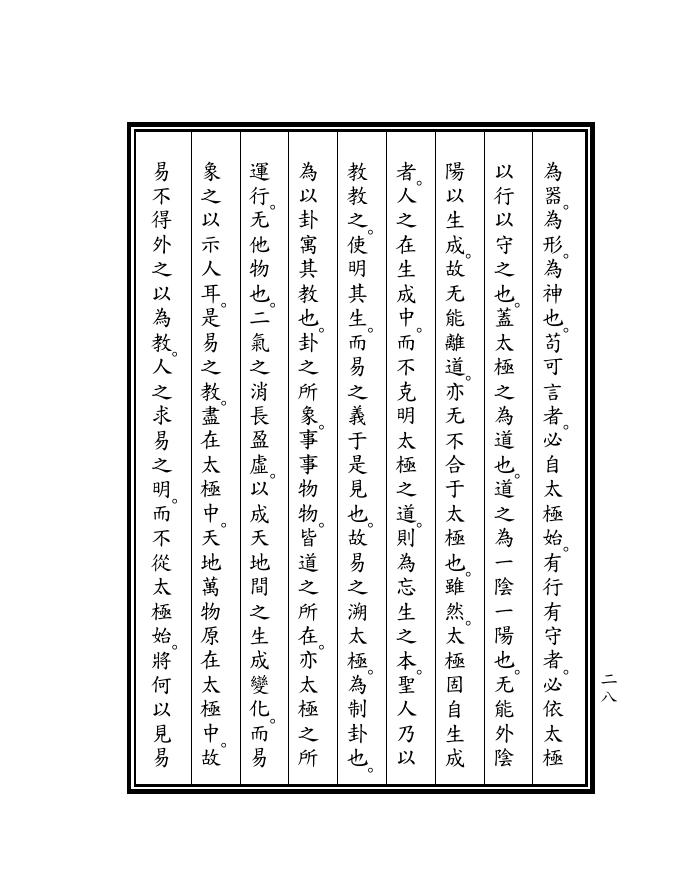 為器。為形。為神也。苟可言者。必自太極始。有行有守者。必依太極
以行以守之也。蓋太極之為道也。道之為一陰一陽也。无能外陰
陽以生成。故无能離道。亦无不合于太極也。雖然。太極固自生成
者。人之在生成中。而不克明太極之道。則為忘生之本。聖人乃以
教教之。使明其生。而易之義于是見也。故易之溯太極。為制卦也。
為以卦寓其教也。卦之所象。事事物物。皆道之所在。亦太極之所
運行。无他物也。二氣之消長盈虛。以成天地間之生成變化。而易
象之以示人耳。是易之教。盡在太極中。天地萬物原在太極中。故
易不得外之以為教。人之求易之明。而不從太極始。將何以見易
二八